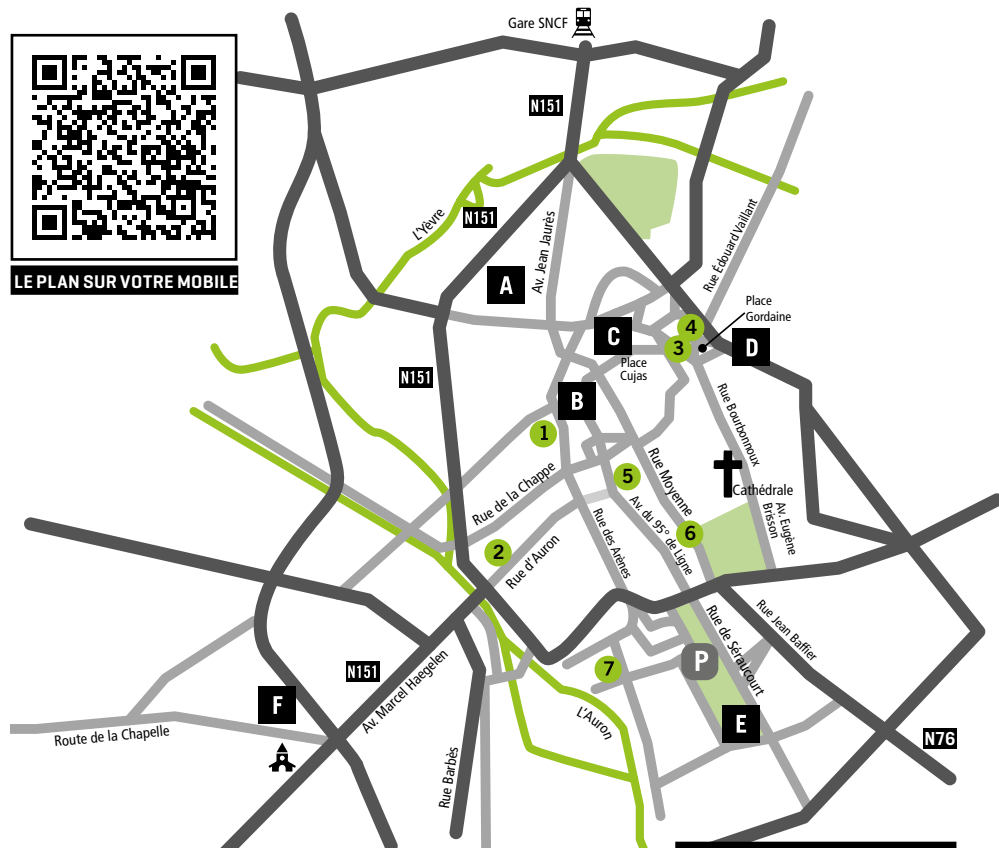 Gare SNCF
N151
LE PLAN SUR VOTRE MOBILE
L'Yèvre
N151
Av. Jean Jaurès
Rue Édouard Vaillant
A
Place
Gordaine
4
C
3
D
Place
Cujas
N151
B
Rue Bourbonnoux
1
Rue Moyenne
Cathédrale
5
Rue de la Chappe
Av. du 95e de Ligne
Av. Eugène
Brisson
Rue des Arènes
6
2
Rue d'Auron
Rue Jean Baffier
Rue de Séraucourt
P
7
N151
Av. Marcel Haegelen
F
E
L'Auron
Route de la Chapelle
N76
Rue Barbès